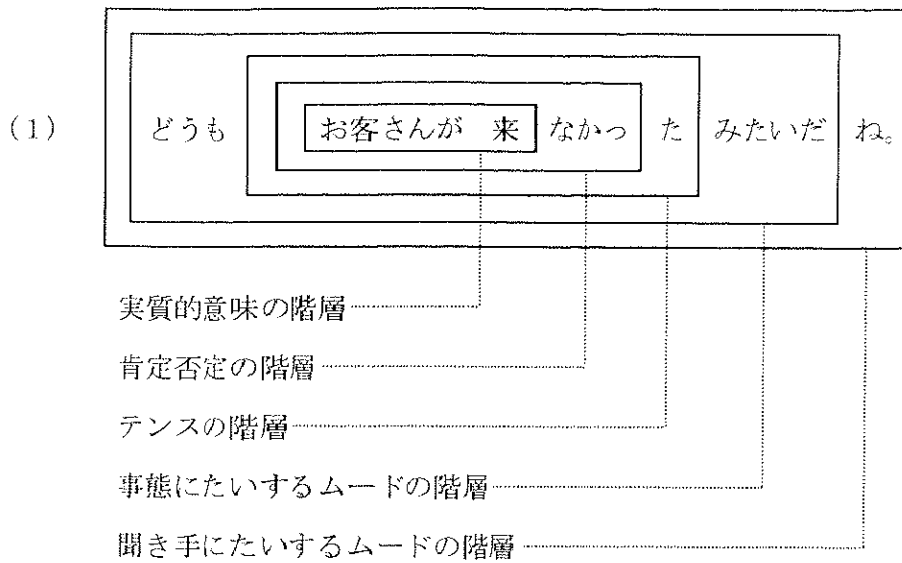 (1) どうも お客さんが 来 なかっ た みたいだ ね。
実質的意味の階層
肯定否定の階層
テンスの階層
事態にたいするムードの階層
聞き手にたいするムードの階層